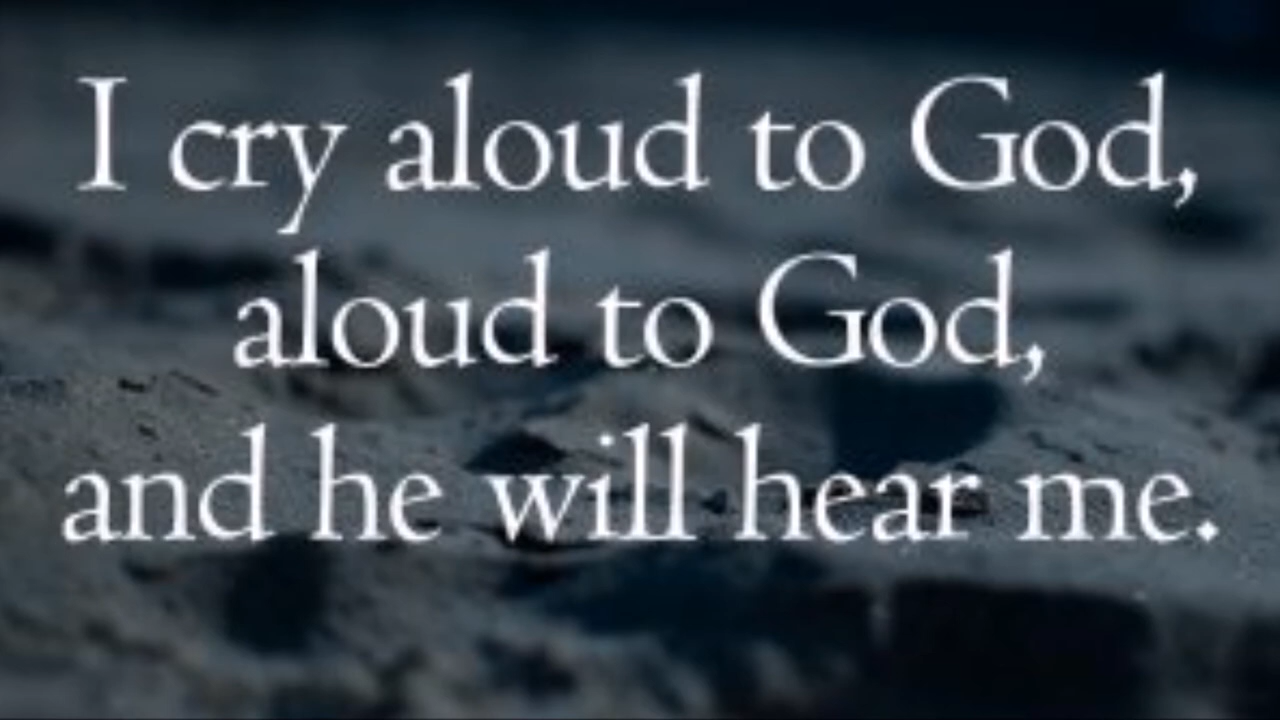 I cry aloud to God,
aloud to God,
and he will hear me.